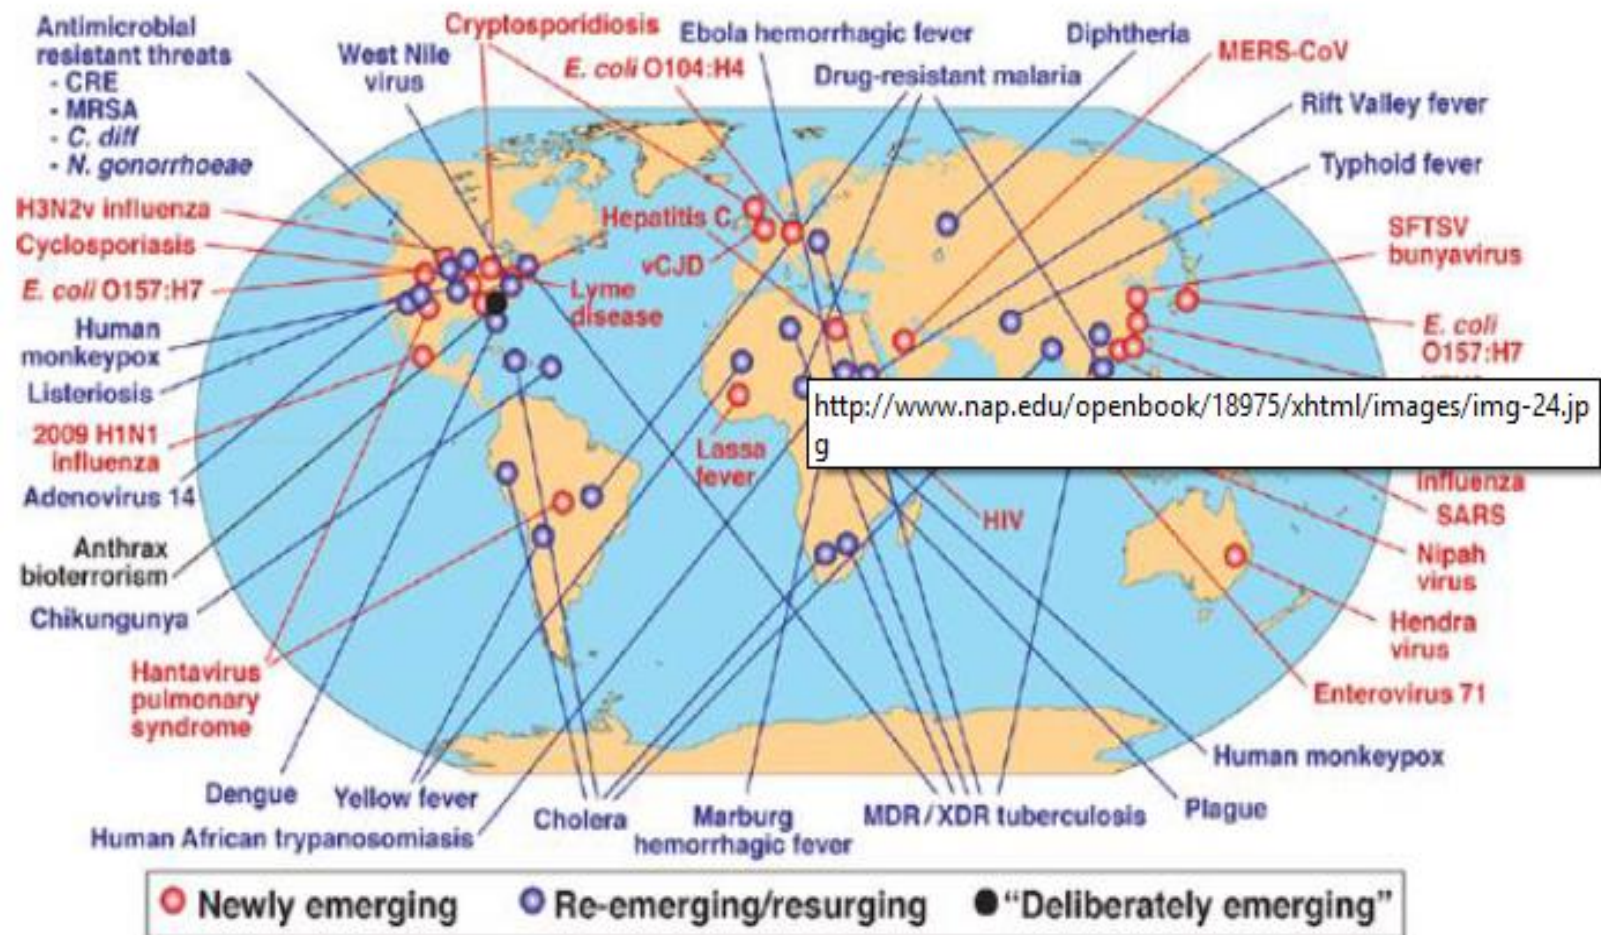 Antimicrobial
resistant threats
- CRE
- MRSA
- C. diff
- N. gonorrhoeae
West Nile
virus
Cryptosporidiosis
E. coli O104:H4
Ebola hemorrhagic fever
Drug-resistant malaria
Diphtheria
MERS-CoV
Rift Valley fever
Typhoid fever
H3N2v influenza
Cyclosporiasis
E. coli O157:H7
Human
monkeypox
Listeriosis
2009 H1N1
influenza
Adenovirus 14
Anthrax
bioterrorism
Chikungunya
Hantavirus
pulmonary
syndrome
Hepatitis C
vCJD
Lyme
disease
Lassa
fever
HIV
SFTSV
bunyavirus
E. coli
O157:H7
http://www.nap.edu/openbook/18975/xhtml/images/img-24.jp
g
influenza
SARS
Nipah
virus
Hendra
virus
Enterovirus 71
Human monkeypox
Plague
Dengue
Yellow fever
Human African trypanosomiasis
Cholera
Marburg
hemorrhagic fever
MDR/XDR tuberculosis
Newly emerging
Re-emerging/resurging
"Deliberately emerging"